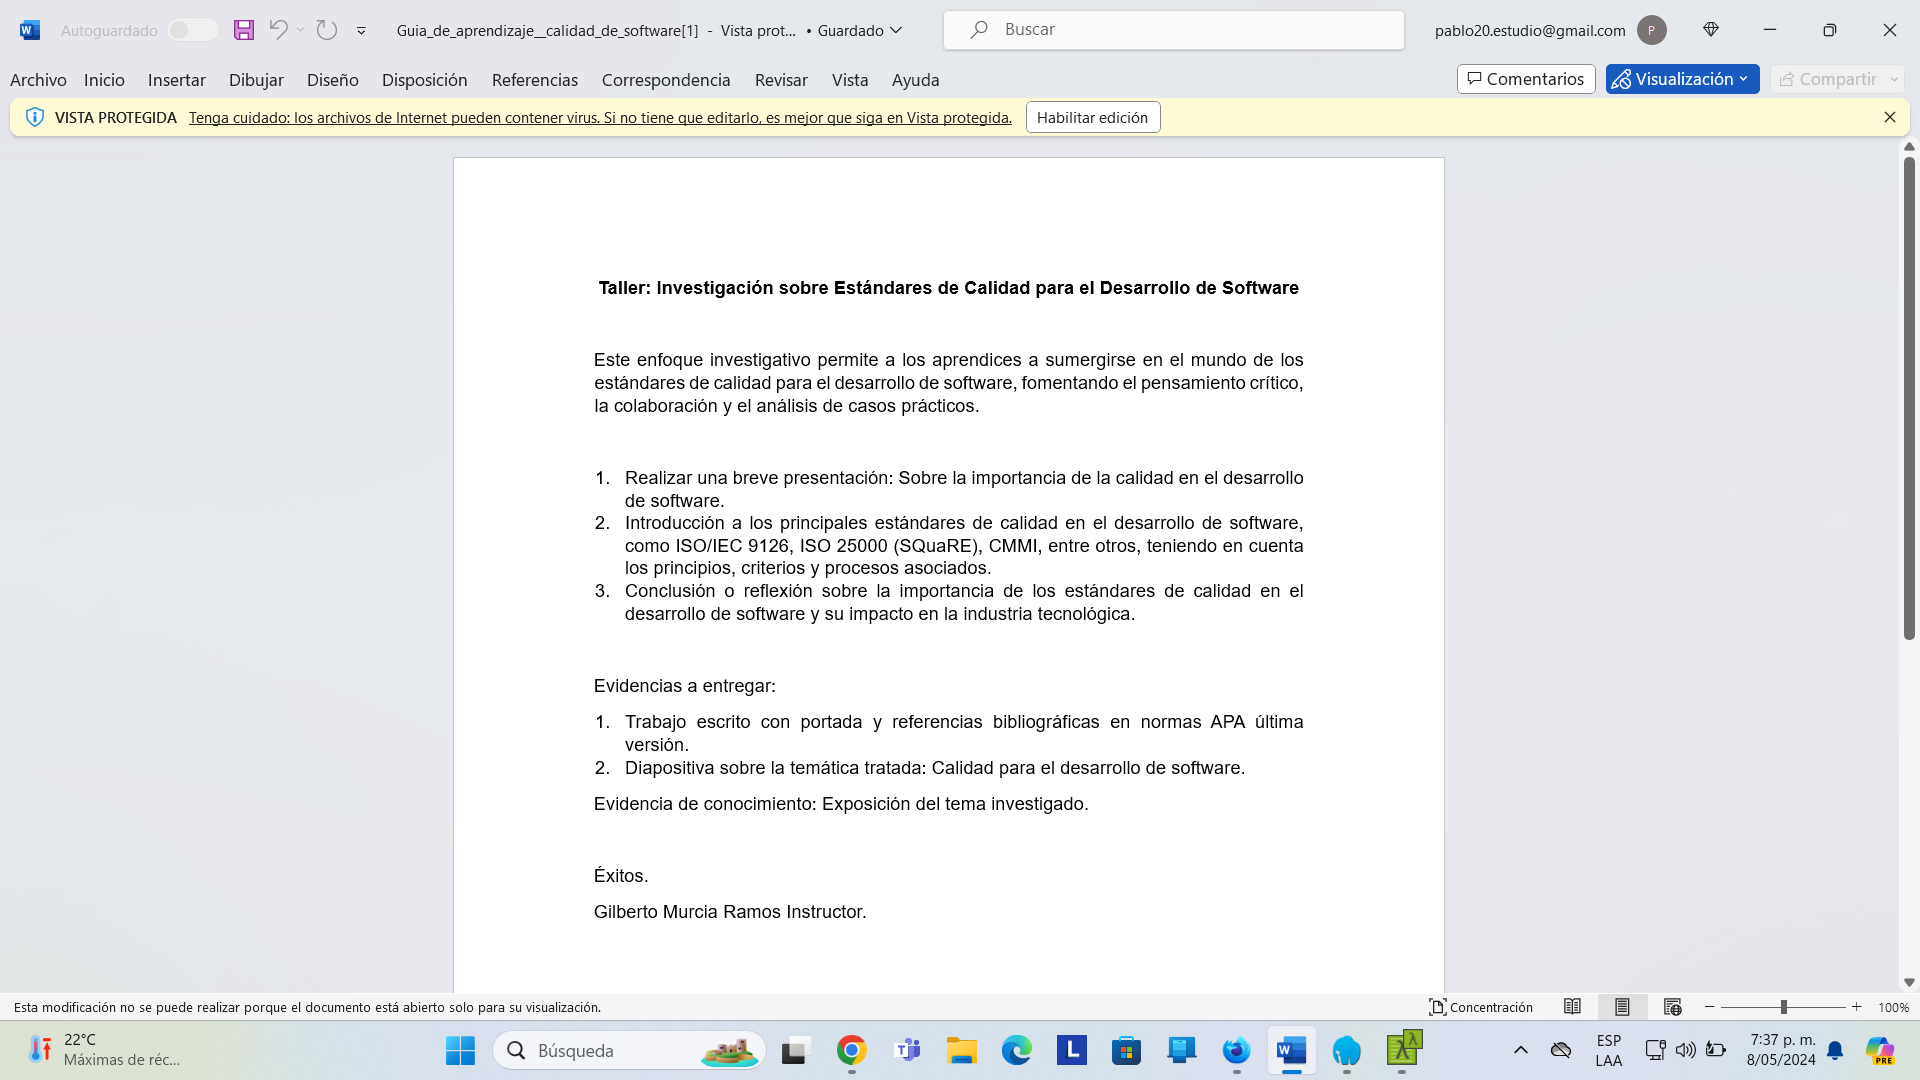 Autoguardado
Guia_de_aprendizaje__calidad_de_software[1] - Vista prot... • Guardado
Buscar
pablo20.estudio@gmail.com
P
Archivo Inicio Insertar Dibujar Diseño Disposición Referencias Correspondencia Revisar Vista Ayuda
Comentarios Visualización Compartir
VISTA PROTEGIDA Tenga cuidado: los archivos de Internet pueden contener virus. Si no tiene que editarlo, es mejor que siga en Vista protegida. Habilitar edición
Taller: Investigación sobre Estándares de Calidad para el Desarrollo de Software
Este enfoque investigativo permite a los aprendices a sumergirse en el mundo de los
estándares de calidad para el desarrollo de software, fomentando el pensamiento crítico,
la colaboración y el análisis de casos prácticos.
1. Realizar una breve presentación: Sobre la importancia de la calidad en el desarrollo
de software.
2. Introducción a los principales estándares de calidad en el desarrollo de software,
como ISO/IEC 9126, ISO 25000 (SQuaRE), CMMI, entre otros, teniendo en cuenta
los principios, criterios y procesos asociados.
3. Conclusión o reflexión sobre la importancia de los estándares de calidad en el
desarrollo de software y su impacto en la industria tecnológica.
Evidencias a entregar:
1. Trabajo escrito con portada y referencias bibliográficas en normas APA última
versión.
2. Diapositiva sobre la temática tratada: Calidad para el desarrollo de software.
Evidencia de conocimiento: Exposición del tema investigado.
Éxitos.
Gilberto Murcia Ramos Instructor.
Esta modificación no se puede realizar porque el documento está abierto solo para su visualización.
Concentración
100%
22°C
Máximas de réc...
Búsqueda
L
ESP
LAA
7:37 p. m.
8/05/2024
PRE